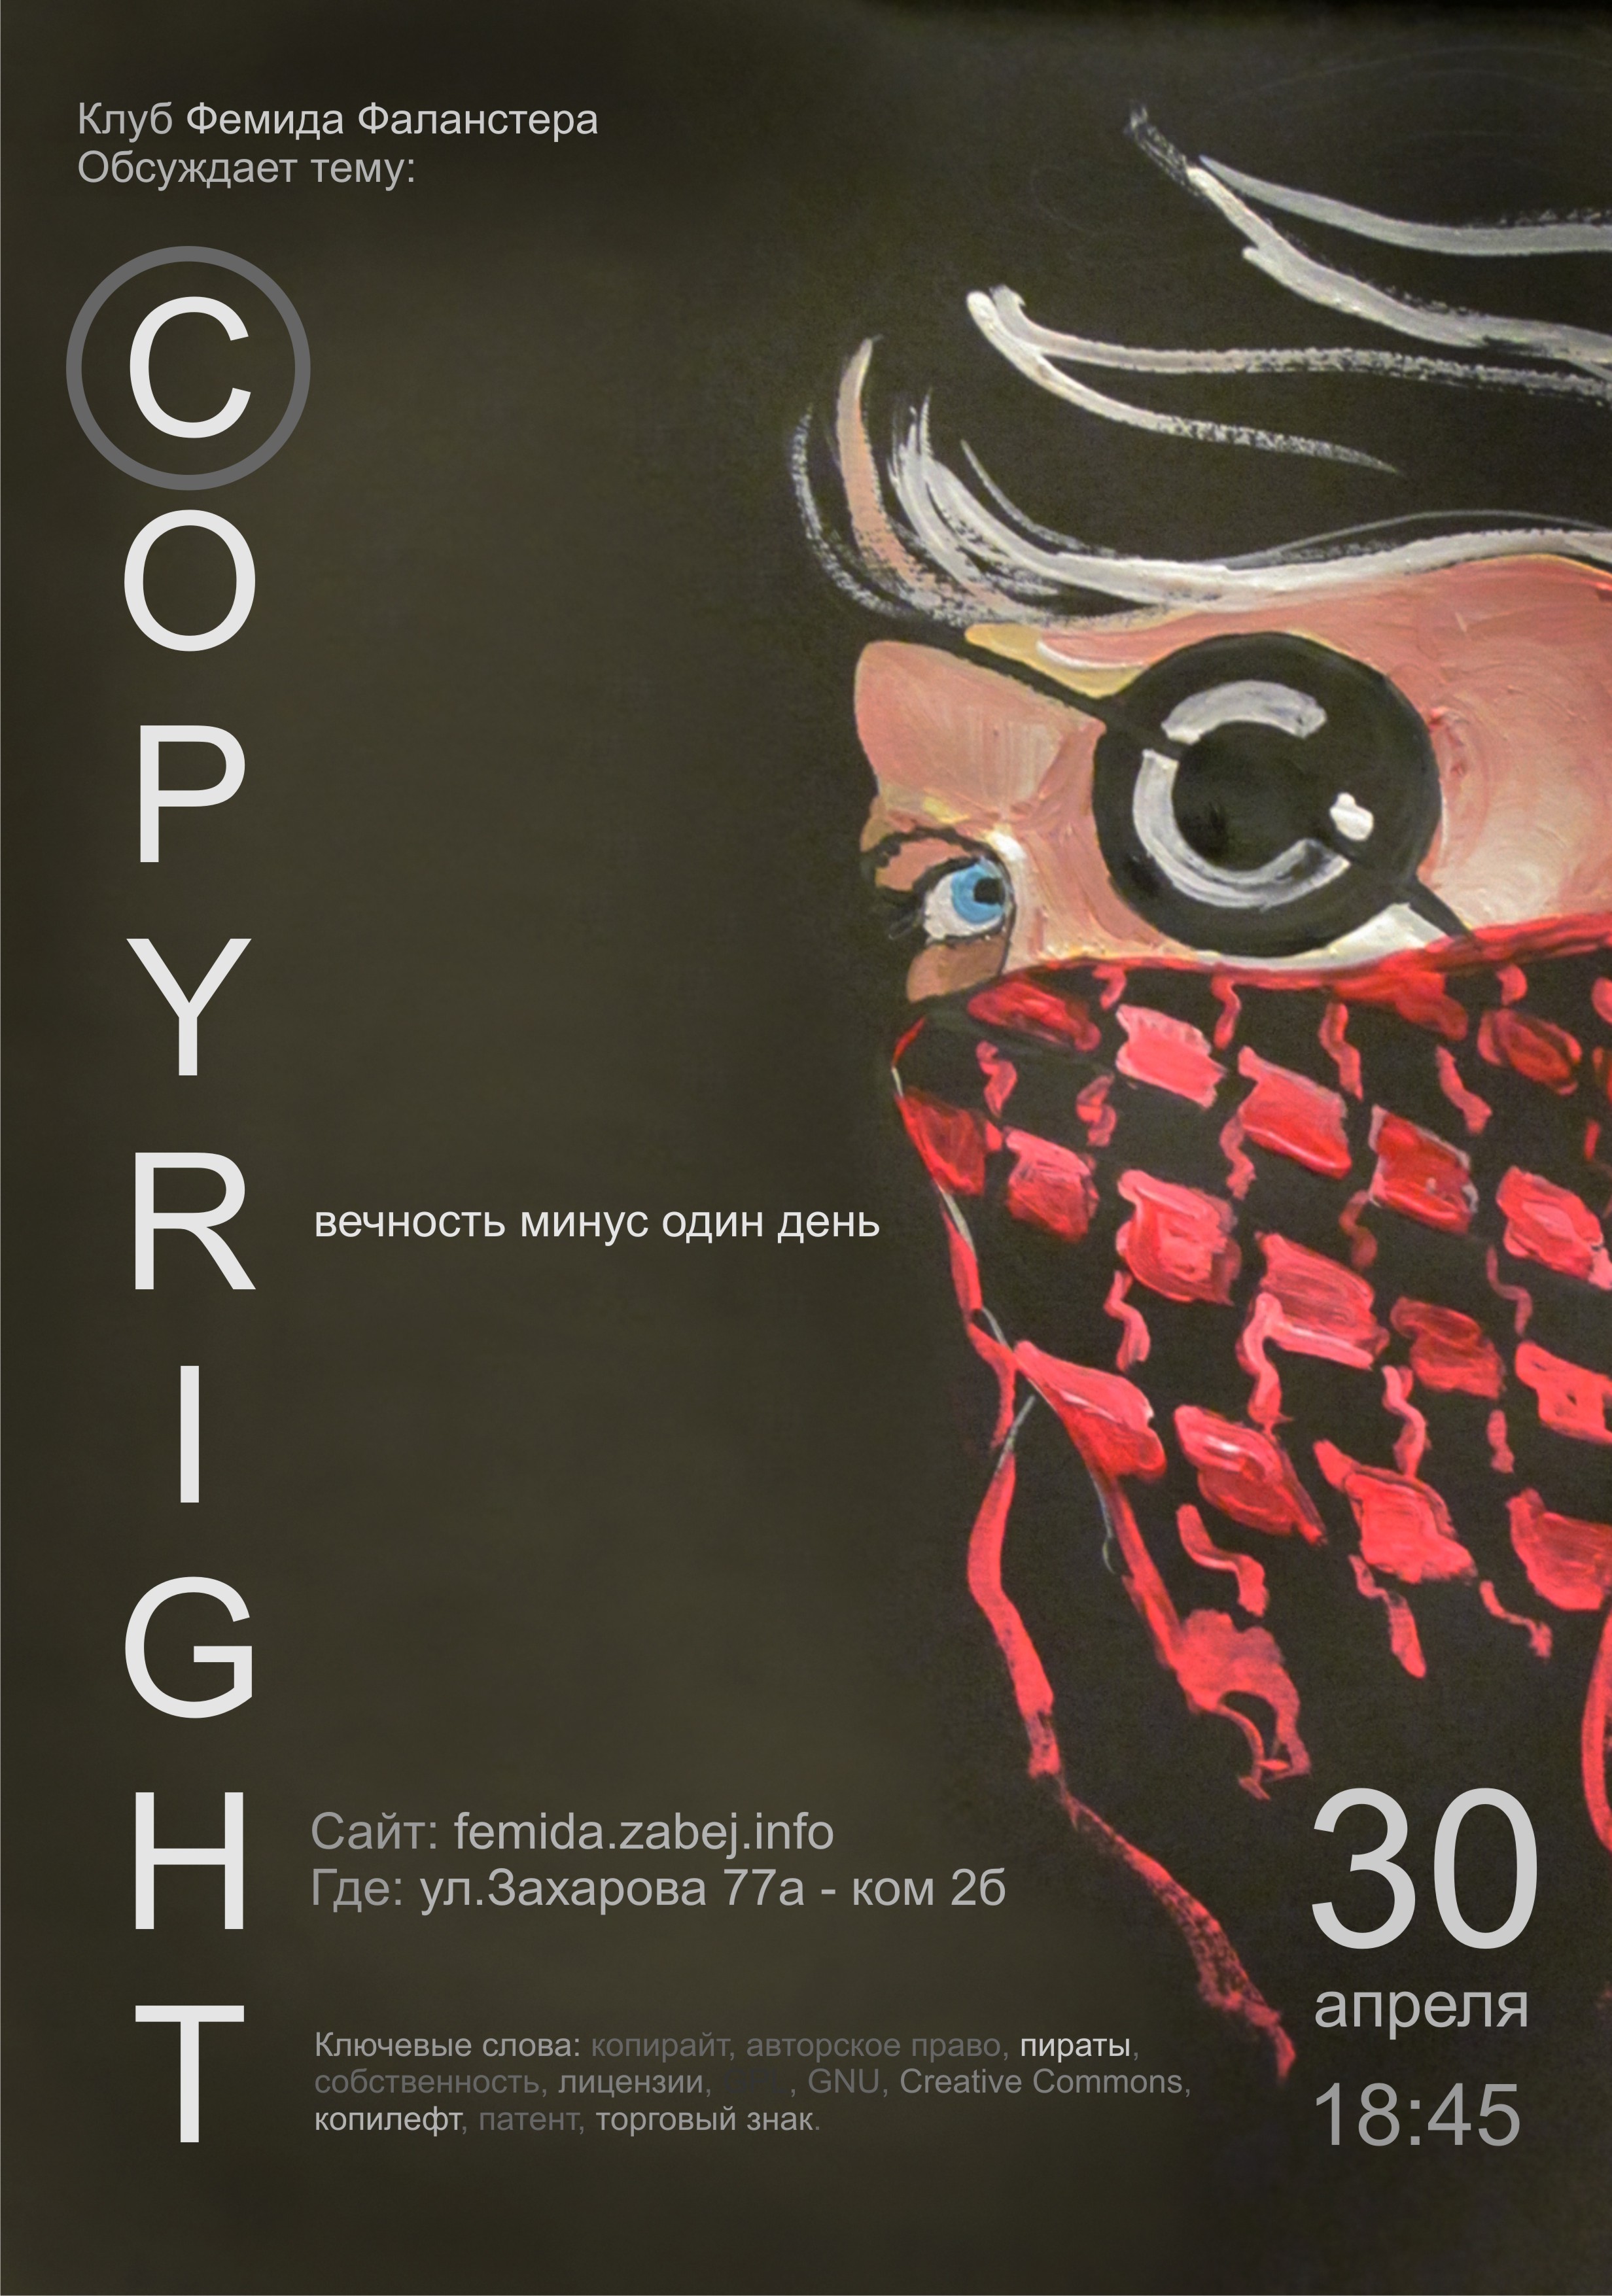 Клуб Фемида Фаланстера
Обсуждает тему:
COPYRIGHT
вечность минус один день
Сайт: femida.zabej.info
Где: ул.Захарова 77а - ком 2б
30
апреля
18:45
Ключевые слова: копирайт, авторское право, пираты,
собственность, лицензии, , GNU, Creative Commons,
копилефт, патент, торговый знак.